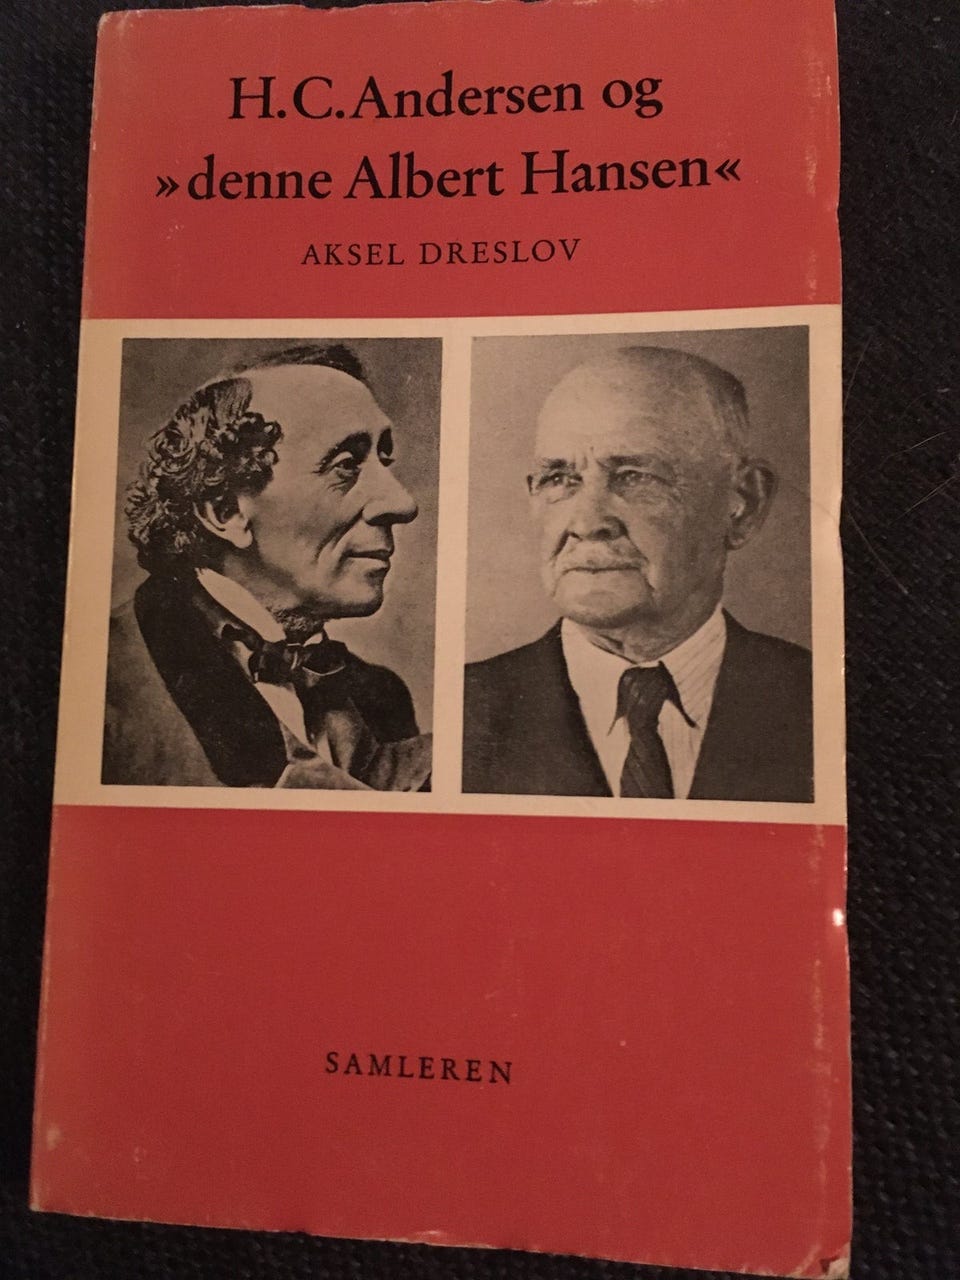 H.C. Andersen og
»denne Albert Hansen«
AKSEL DRESLOV
SAMLEREN